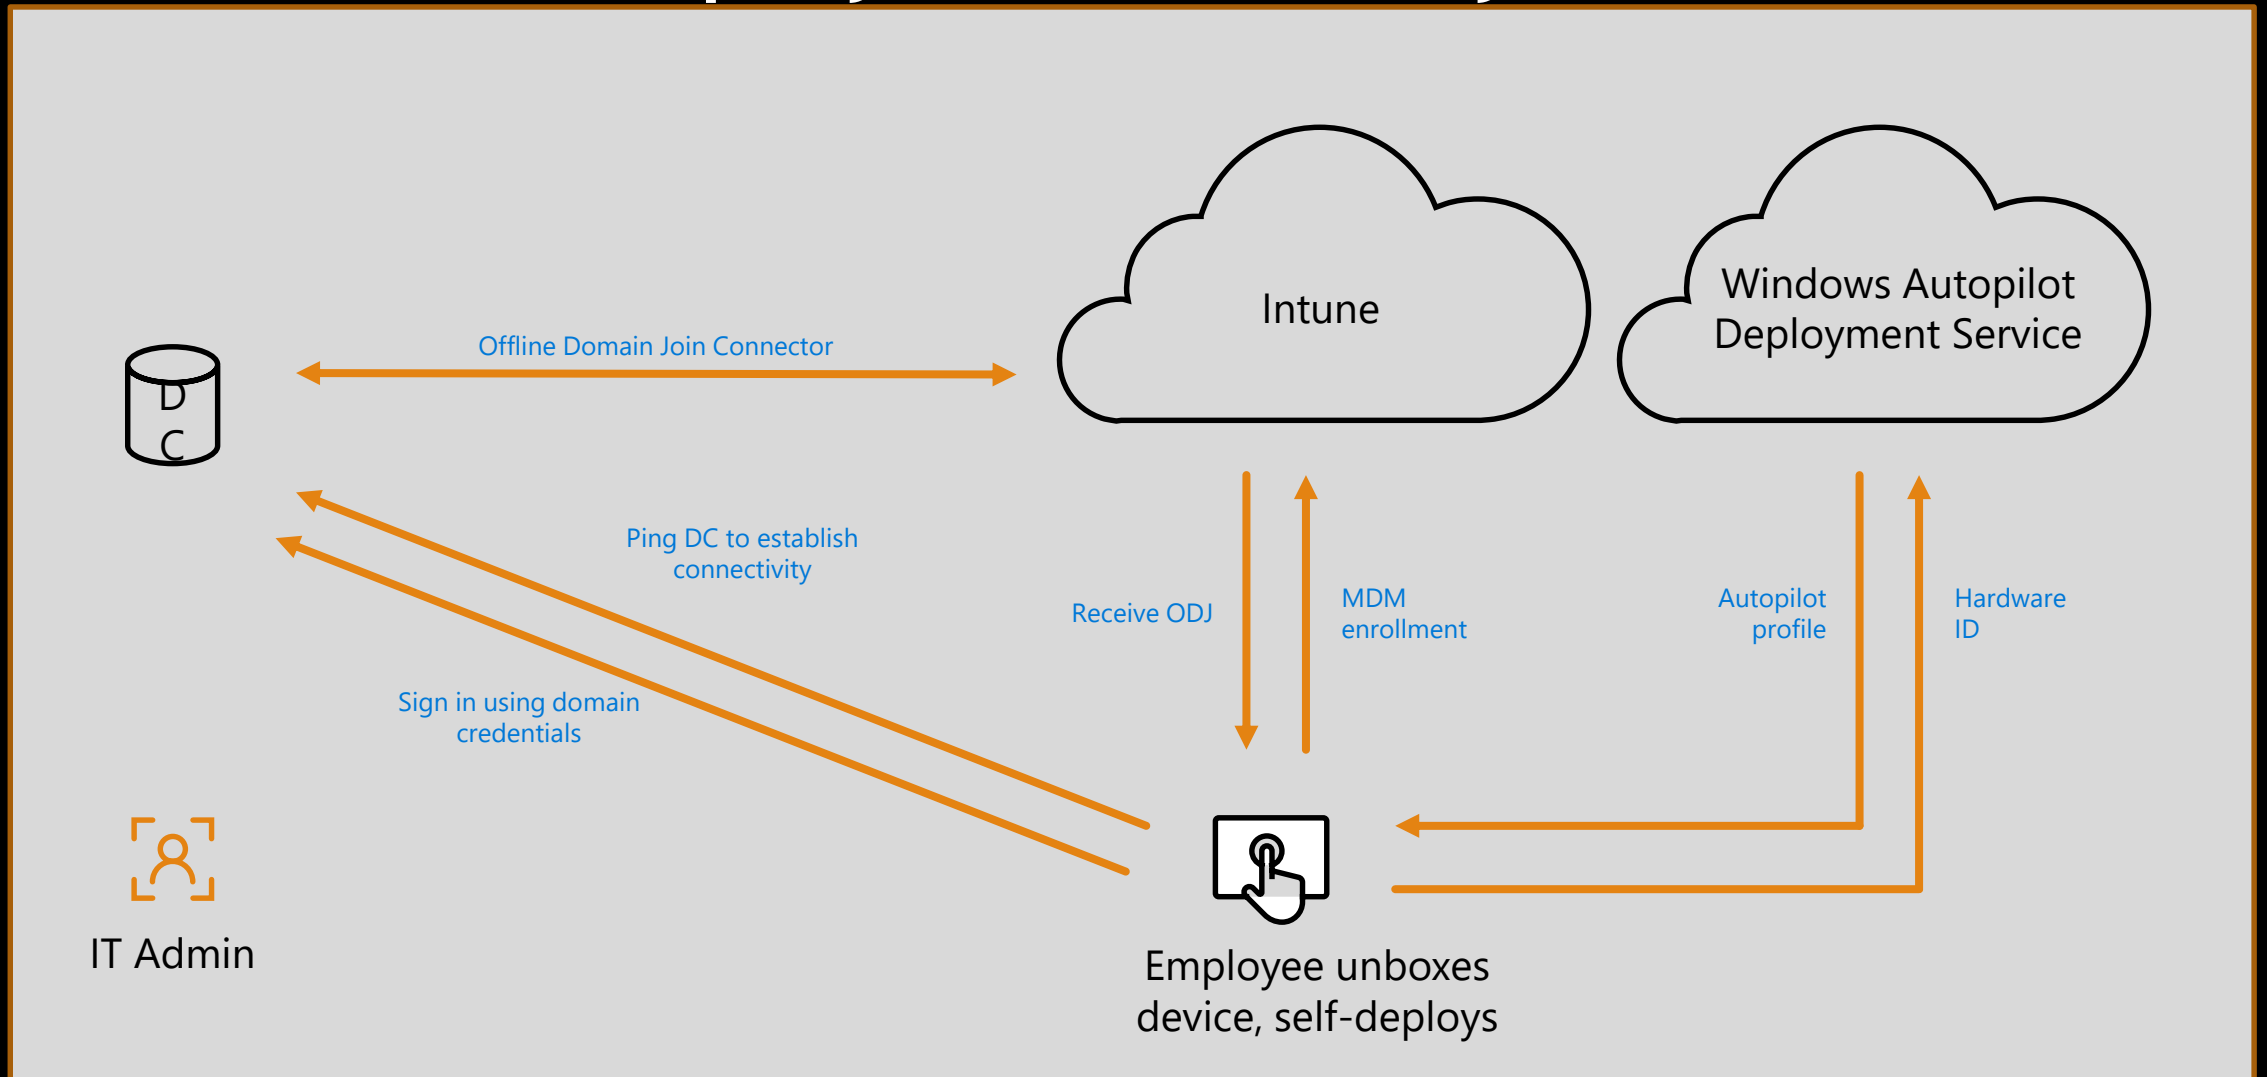 Intune
Windows Autopilot
Deployment Service
Offline Domain Join Connector
D
C
Ping DC to establish
connectivity
Receive ODJ
MDM
enrollment
Autopilot
profile
Hardware
ID
Sign in using domain
credentials
IT Admin
Employee unboxes
device, self-deploys